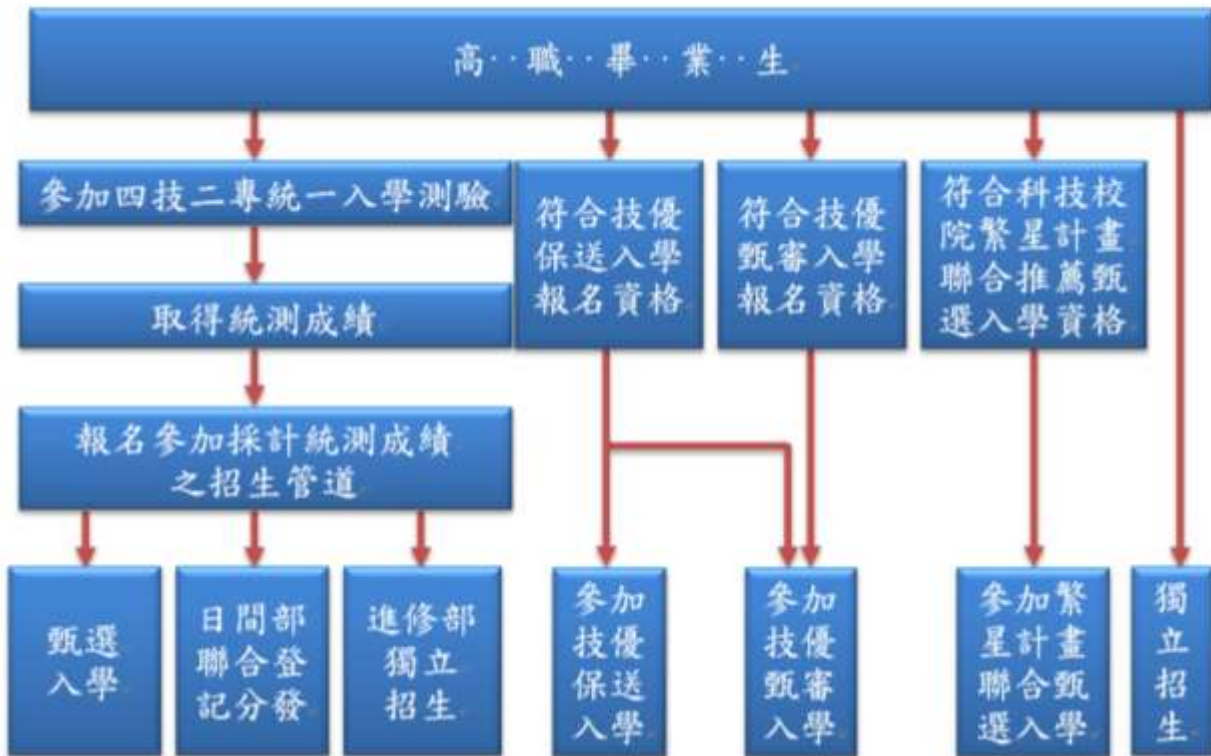 高‥職‥畢‥業‥生
參加四技二專統一入學測驗
取得統測成績
報名參加採計統測成績
之招生管道
符合技優
保送入學
報名資格
符合技優
甄審入學
報名資格
符合科技校
院繁星計畫
聯合推薦甄
選入學資格
甄選
入學
日間部
聯合登
記分發
進修部
獨立
招生
參加
技優
保送
入學
參加
技優
甄審
入學
參加繁
星計畫
聯合甄
選入學
獨
立
招
生